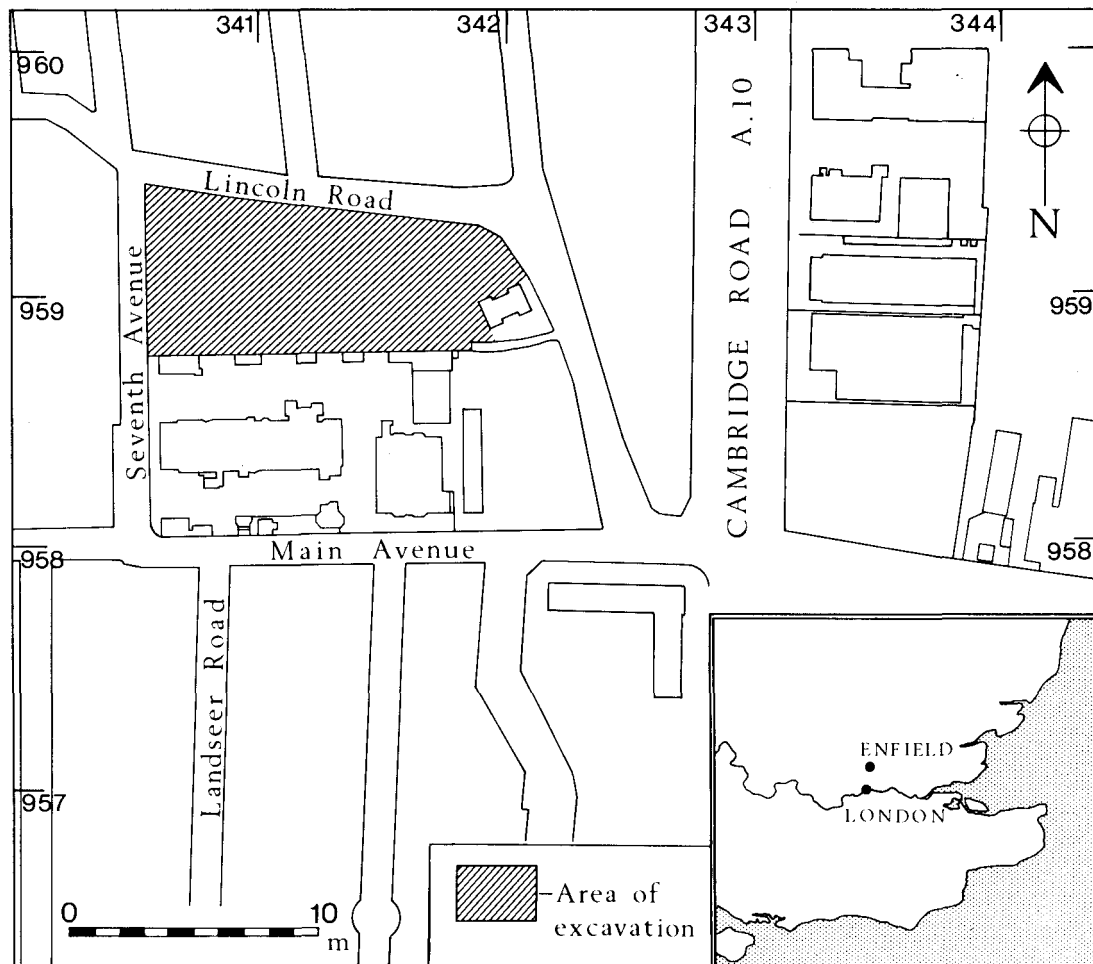 341
342
343
344
960
CAMBRIDGE ROAD A.10
Lincoln Road
N
959
959
Seventh Avenue
958
Main Avenue
958
Landseer Road
957
ENFIELD
LONDON
0 10
m
Area of
excavation